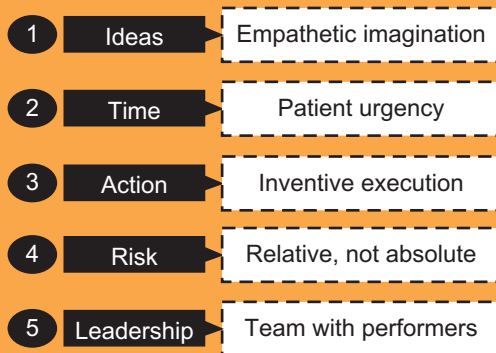 1 Ideas Empathetic imagination
2 Time Patient urgency
3 Action Inventive execution
4 Risk Relative, not absolute
5 Leadership Team with performers